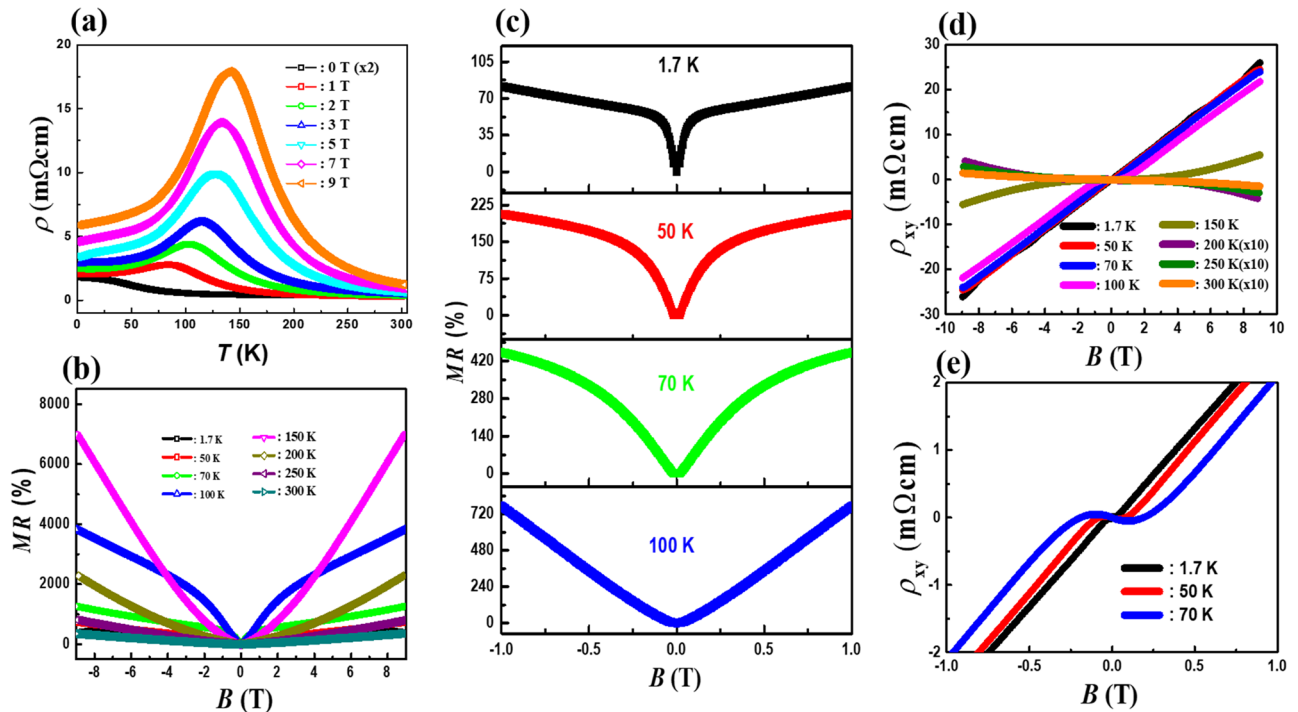 (a)
20
15
10
5
0
ρ (mΩcm)
: 0 T (x2)
: 1 T
: 2 T
: 3 T
: 5 T
: 7 T
: 9 T
0 50 100 150 200 250 300
T (K)
(b)
8000
6000
4000
2000
0
MR (%)
: 1.7 K
: 50 K
: 70 K
: 100 K
: 150 K
: 200 K
: 250 K
: 300 K
-8 -6 -4 -2 0 2 4 6 8
B (T)
(c)
105
70
35
0
1.7 K
225
150
75
0
50 K
420
280
140
0
70 K
720
480
240
0
100 K
MR (%)
-1.0 -0.5 0.0 0.5 1.0
B (T)
(d)
30
20
10
0
-10
-20
-30
ρxy (mΩcm)
: 1.7 K
: 50 K
: 70 K
: 100 K
: 150 K
: 200 K(x10)
: 250 K(x10)
: 300 K(x10)
-10 -8 -6 -4 -2 0 2 4 6 8 10
B (T)
(e)
2
1
0
-1
-2
ρxy (mΩcm)
: 1.7 K
: 50 K
: 70 K
-1.0 -0.5 0.0 0.5 1.0
B (T)